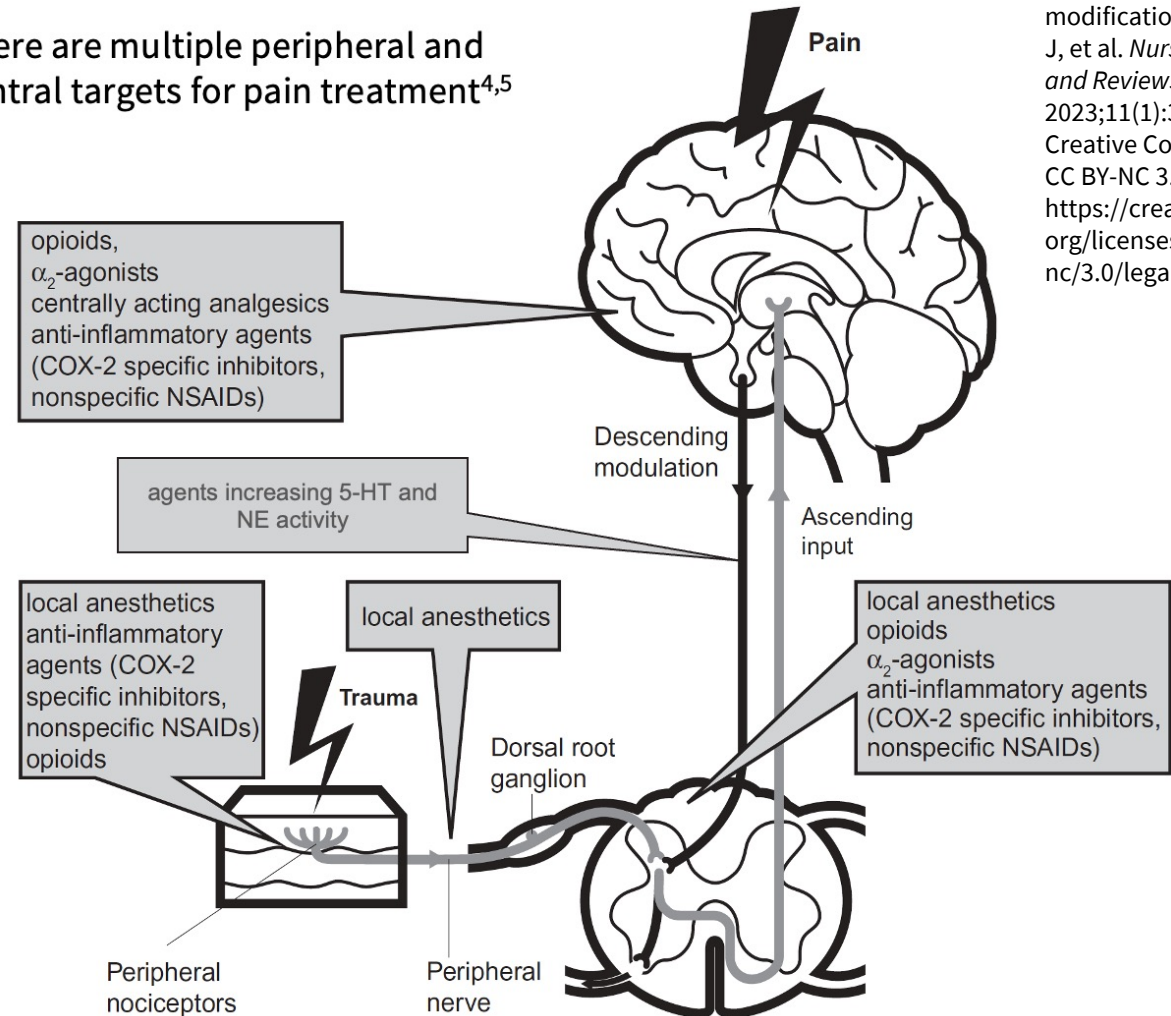 ere are multiple peripheral and
ntral targets for pain treatment4,5
modificatio
J, et al. Nurs
and Reviews
2023;11(1):3
Creative Co
CC BY-NC 3.
https://crea
org/licenses
nc/3.0/lega
Pain
opioids,
α2-agonists
centrally acting analgesics
anti-inflammatory agents
(COX-2 specific inhibitors,
nonspecific NSAIDs)
Descending
modulation
agents increasing 5-HT and
NE activity
Ascending
input
local anesthetics
anti-inflammatory
agents (COX-2
specific inhibitors,
nonspecific NSAIDs)
opioids
local anesthetics
local anesthetics
opioids
α2-agonists
anti-inflammatory agents
(COX-2 specific inhibitors,
nonspecific NSAIDs)
Trauma
Dorsal root
ganglion
Peripheral
nociceptors
Peripheral
nerve